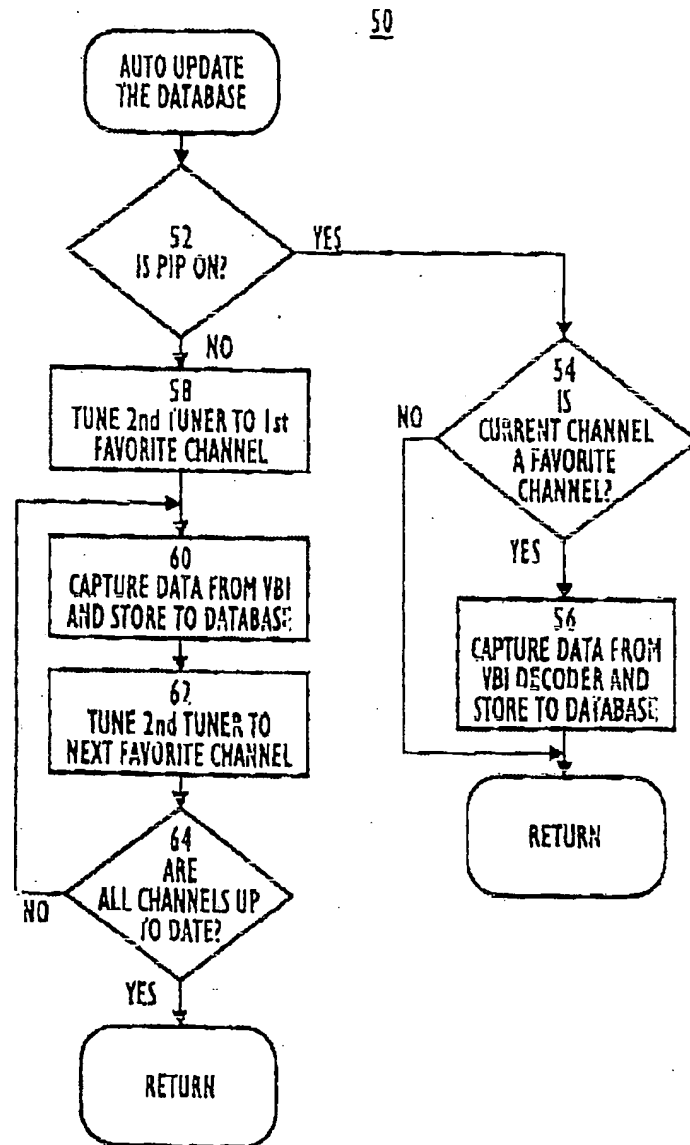 50
AUTO UPDATE
THE DATABASE
52
IS PIP ON?
YES
NO
58
TUNE 2nd TUNER TO 1st
FAVORITE CHANNEL
60
CAPTURE DATA FROM VBI
AND STORE TO DATABASE
62
TUNE 2nd TUNER TO
NEXT FAVORITE CHANNEL
64
ARE
ALL CHANNELS UP
TO DATE?
NO
YES
RETURN
54
IS
CURRENT CHANNEL
A FAVORITE
CHANNEL?
NO
YES
56
CAPTURE DATA FROM
VBI DECODER AND
STORE TO DATABASE
RETURN